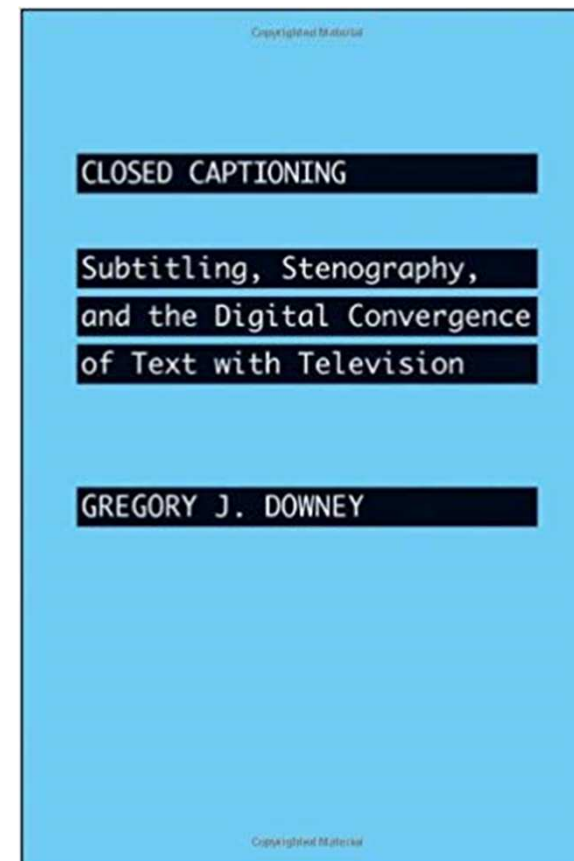 Copyrighted Material
CLOSED CAPTIONING
Subtitling, Stenography,
and the Digital Convergence
of Text with Television
GREGORY J. DOWNEY
Copyrighted Material